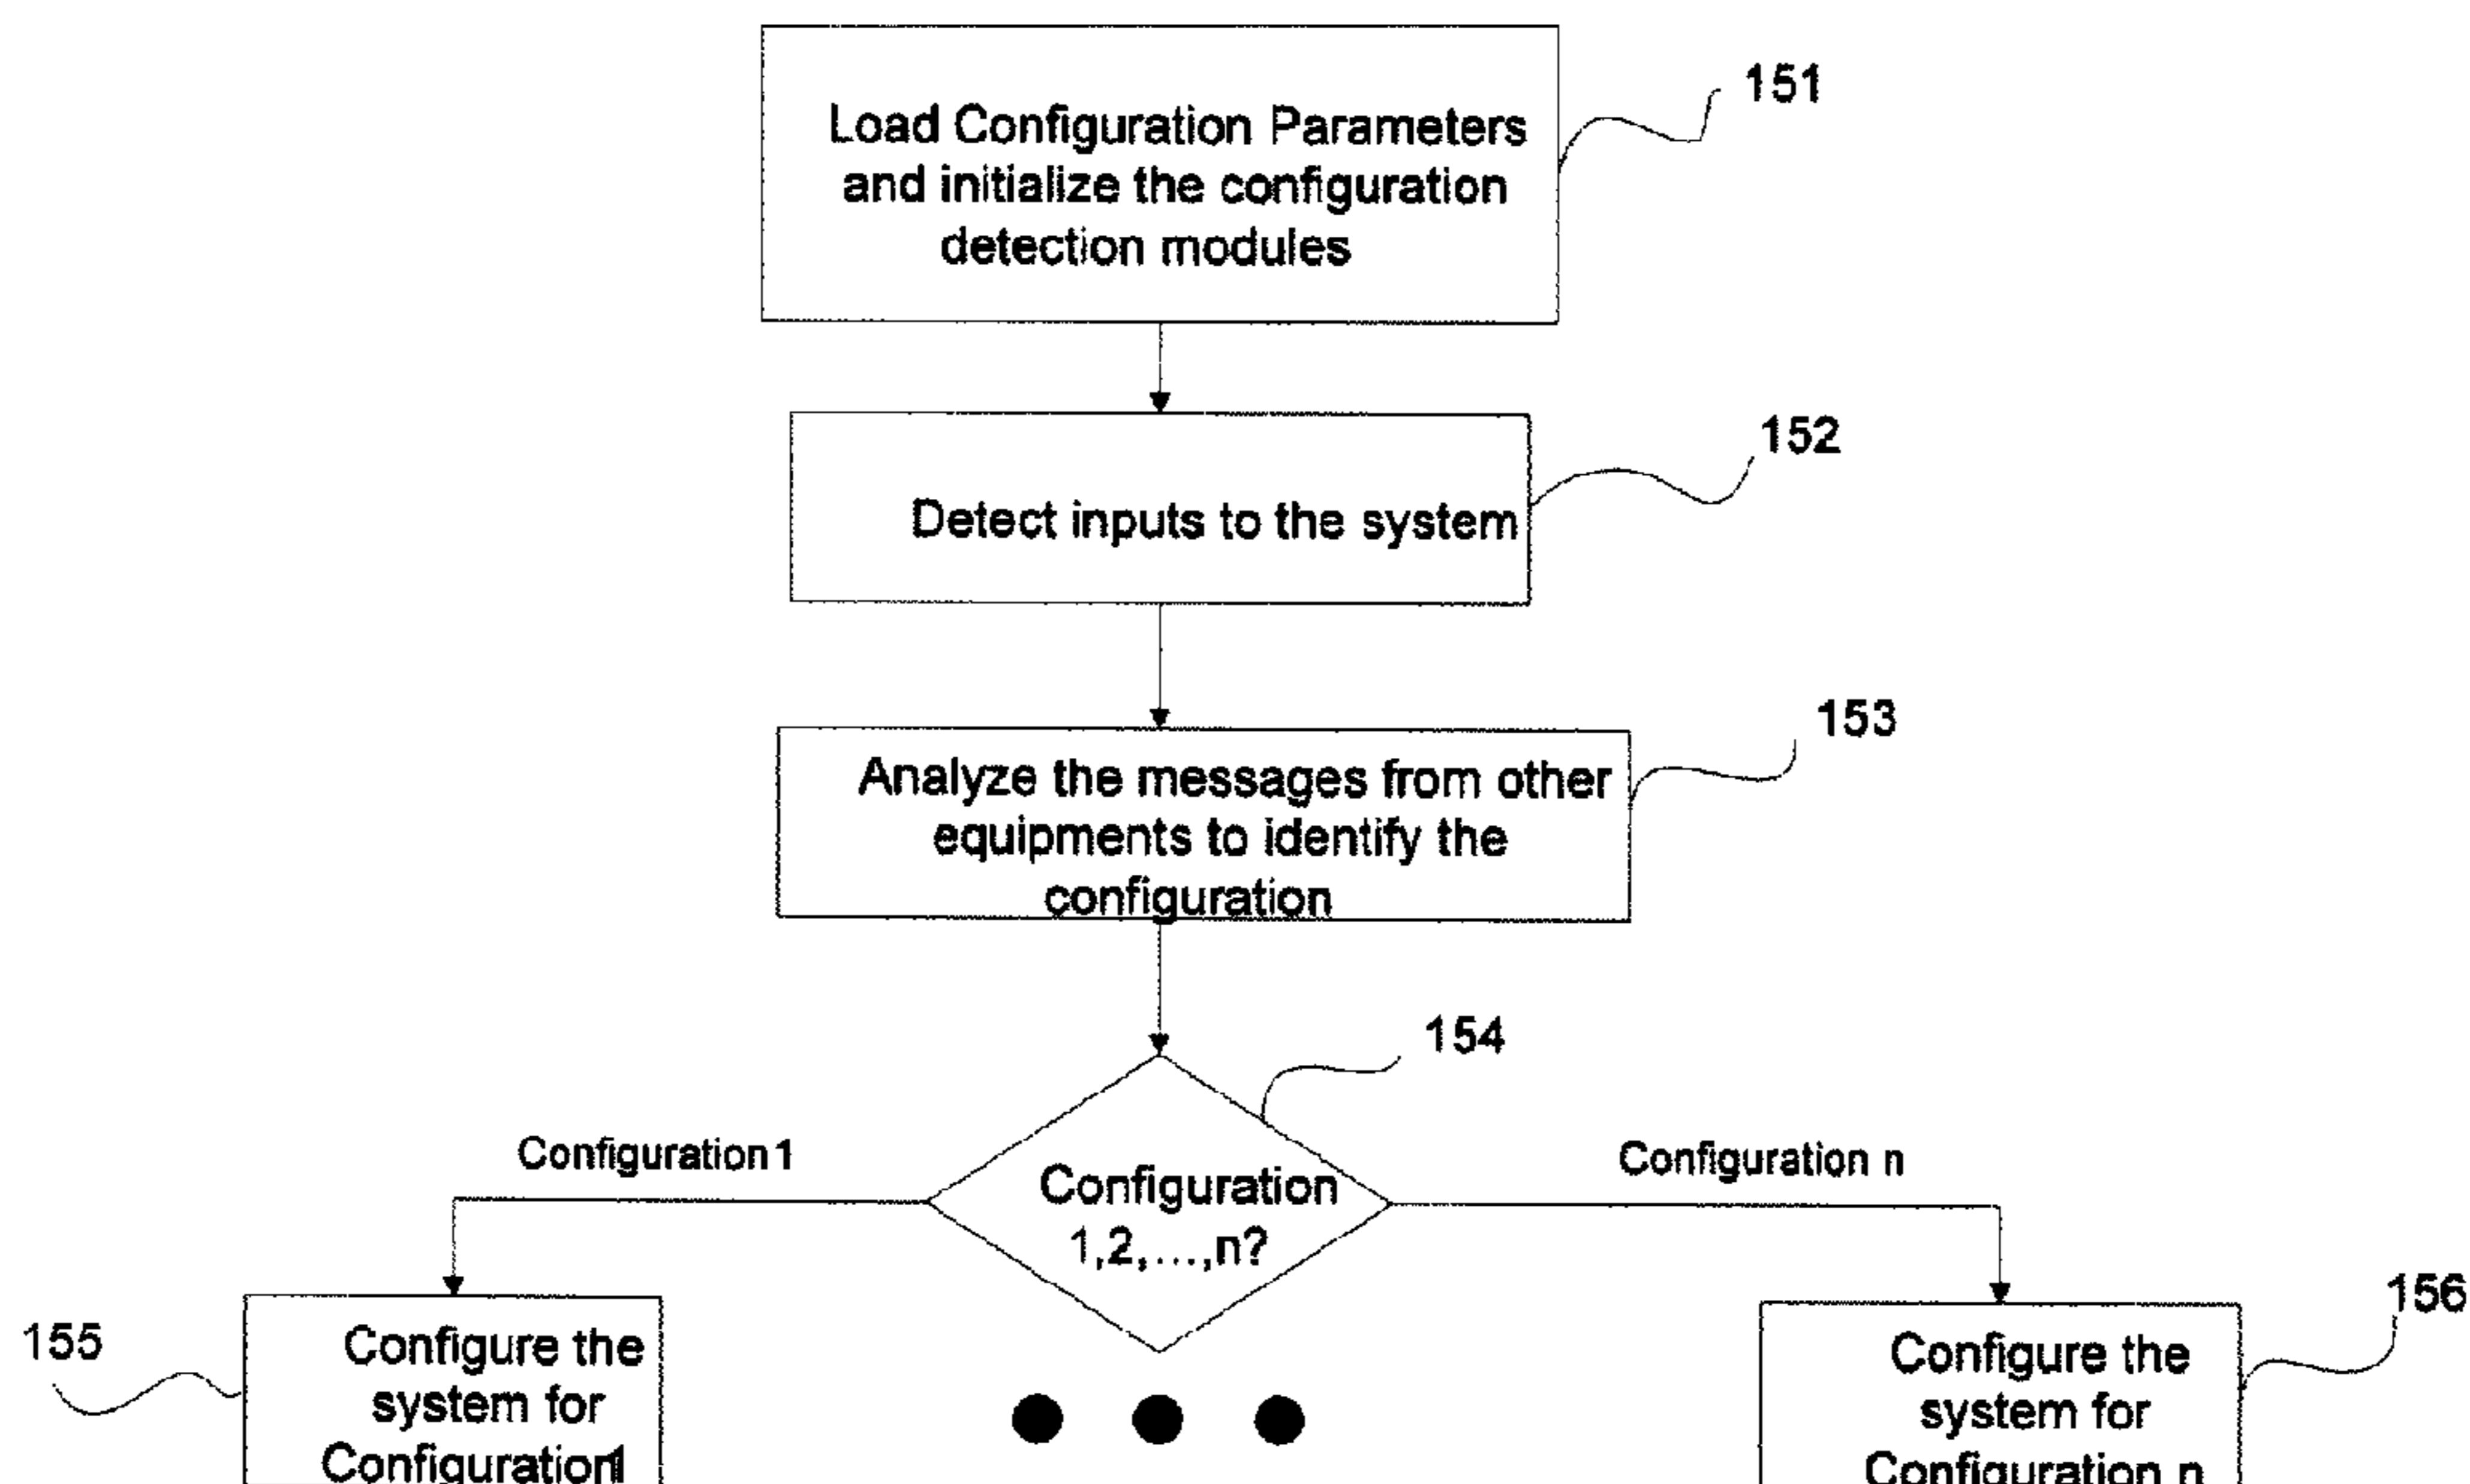 151
Load Configuration Parameters
and initialize the configuration
detection modules
152
Detect inputs to the system
153
Analyze the messages from other
equipments to identify the
configuration
154
Configuration1
Configuration n
Configuration
1,2,...,n?
155
156
Configure the
system for
Configuration1
Configure the
system for
Configuration n